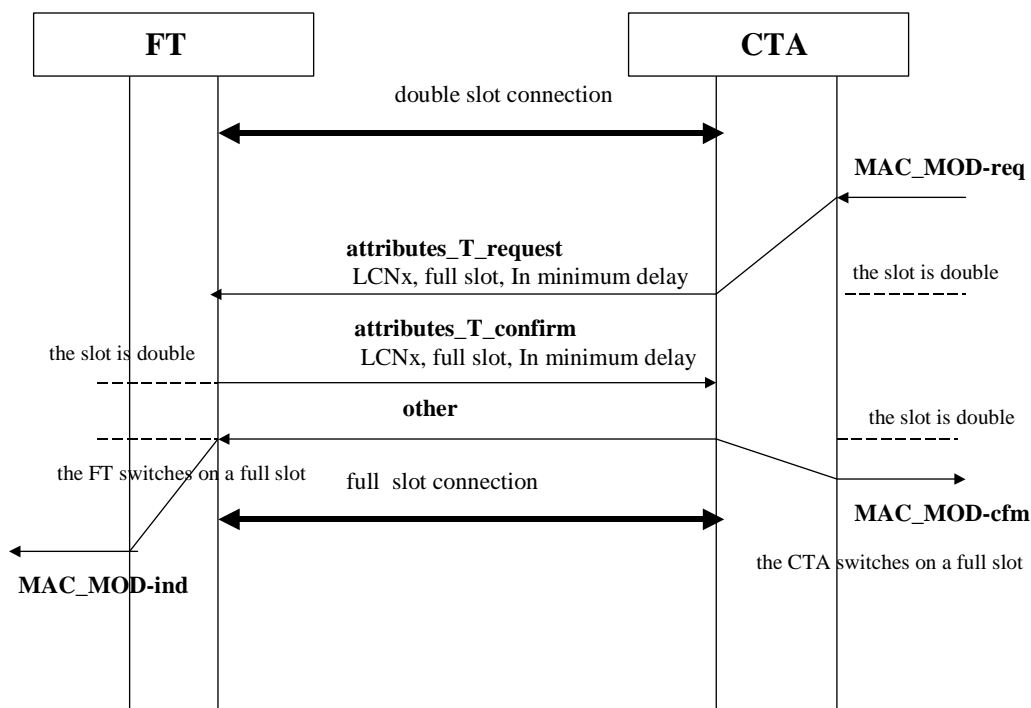 FT
CTA
double slot connection
MAC_MOD-req
attributes_T_request
LCNx, full slot, In minimum delay
the slot is double
attributes_T_confirm
the slot is double
LCNx, full slot, In minimum delay
other
the slot is double
the FT switches on a full slot
full slot connection
MAC_MOD-cfm
the CTA switches on a full slot
MAC_MOD-ind